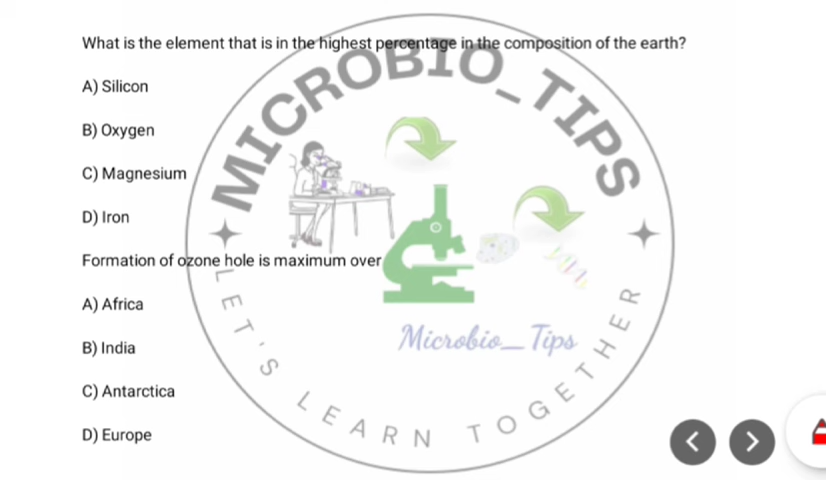 What is the element that is in the highest percentage in the composition of the earth?
A) Silicon
B) Oxygen
C) Magnesium
D) Iron
Formation of ozone hole is maximum over
A) Africa
B) India
C) Antarctica
D) Europe
MICROBIO_TIPS
Microbio_Tips
LET'S LEARN TOGETHER